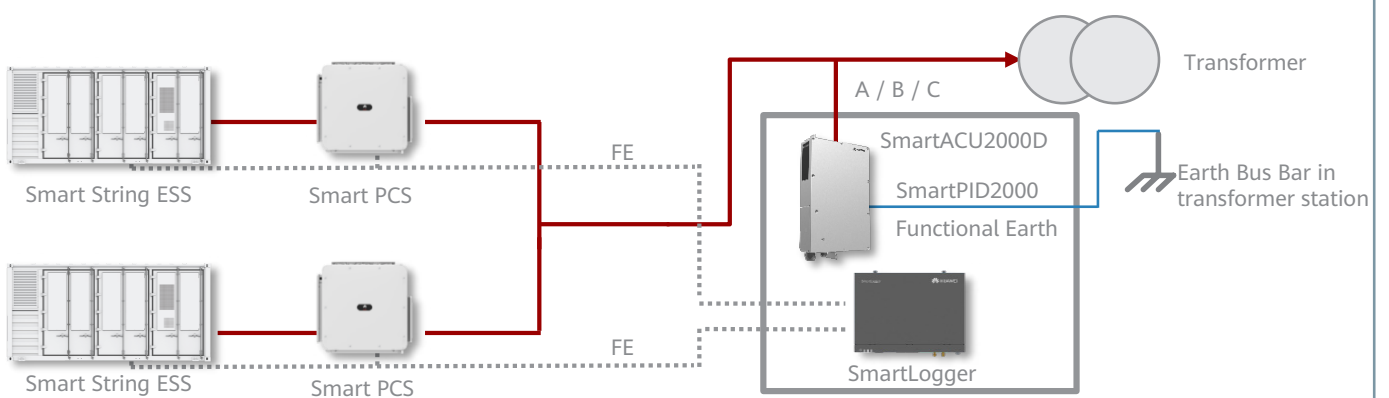 Transformer
A / B / C
SmartACU2000D
FE
Smart String ESS
Smart PCS
SmartPID2000
Earth Bus Bar in
transformer station
Functional Earth
FE
SmartLogger
Smart String ESS
Smart PCS